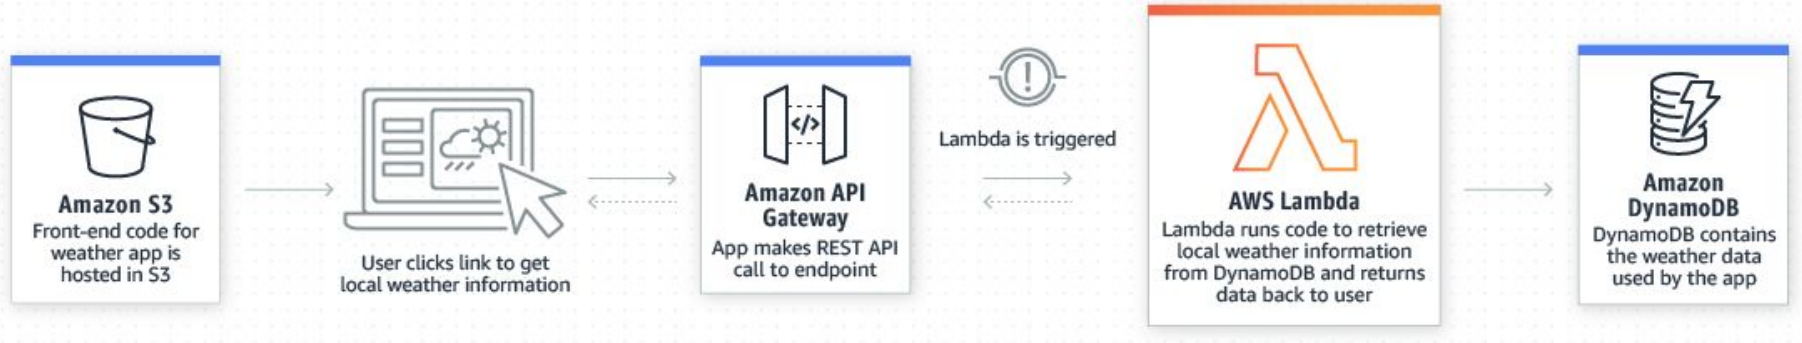 Amazon S3
Front-end code for
weather app is
hosted in S3
User clicks link to get
local weather information
</>
Amazon API
Gateway
App makes REST API
call to endpoint
!
Lambda is triggered
AWS Lambda
Lambda runs code to retrieve
local weather information
from DynamoDB and returns
data back to user
Amazon
DynamoDB
DynamoDB contains
the weather data
used by the app